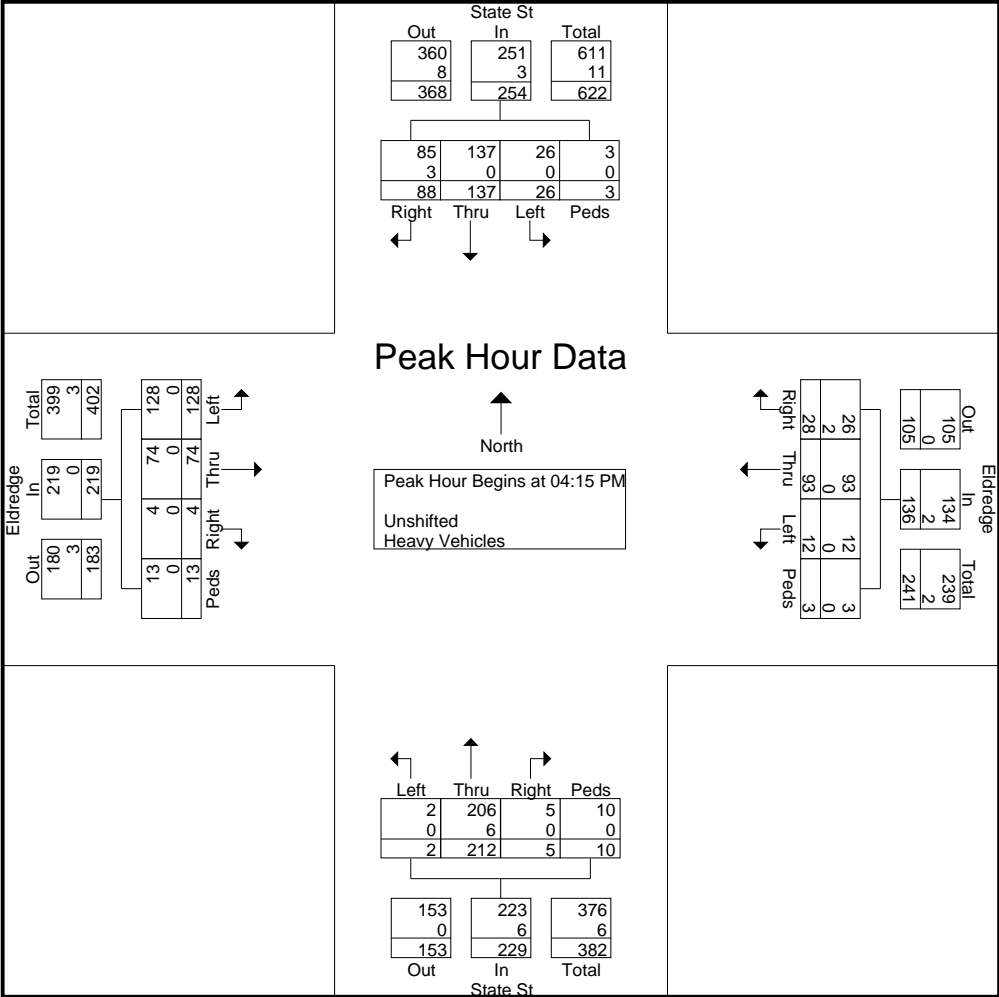 State St
Out In Total
360 251 611
8 3 11
368 254 622
85 137 26 3
3 0 0 0
88 137 26 3
Right Thru Left Peds
Peak Hour Data
North
Peak Hour Begins at 04:15 PM
Unshifted
Heavy Vehicles
Eldredge
Out In Total
180 219 399
3 0 3
183 219 402
13 4 74 128
0 0 0 0
13 4 74 128
Peds Right Thru Left
Eldredge
Out In Total
105 134 239
0 2 2
105 136 241
26 93 12 3
2 0 0 0
28 93 12 3
Right Thru Left Peds
Left Thru Right Peds
2 206 5 10
0 6 0 0
2 212 5 10
153 223 376
0 6 6
153 229 382
Out In Total
State St